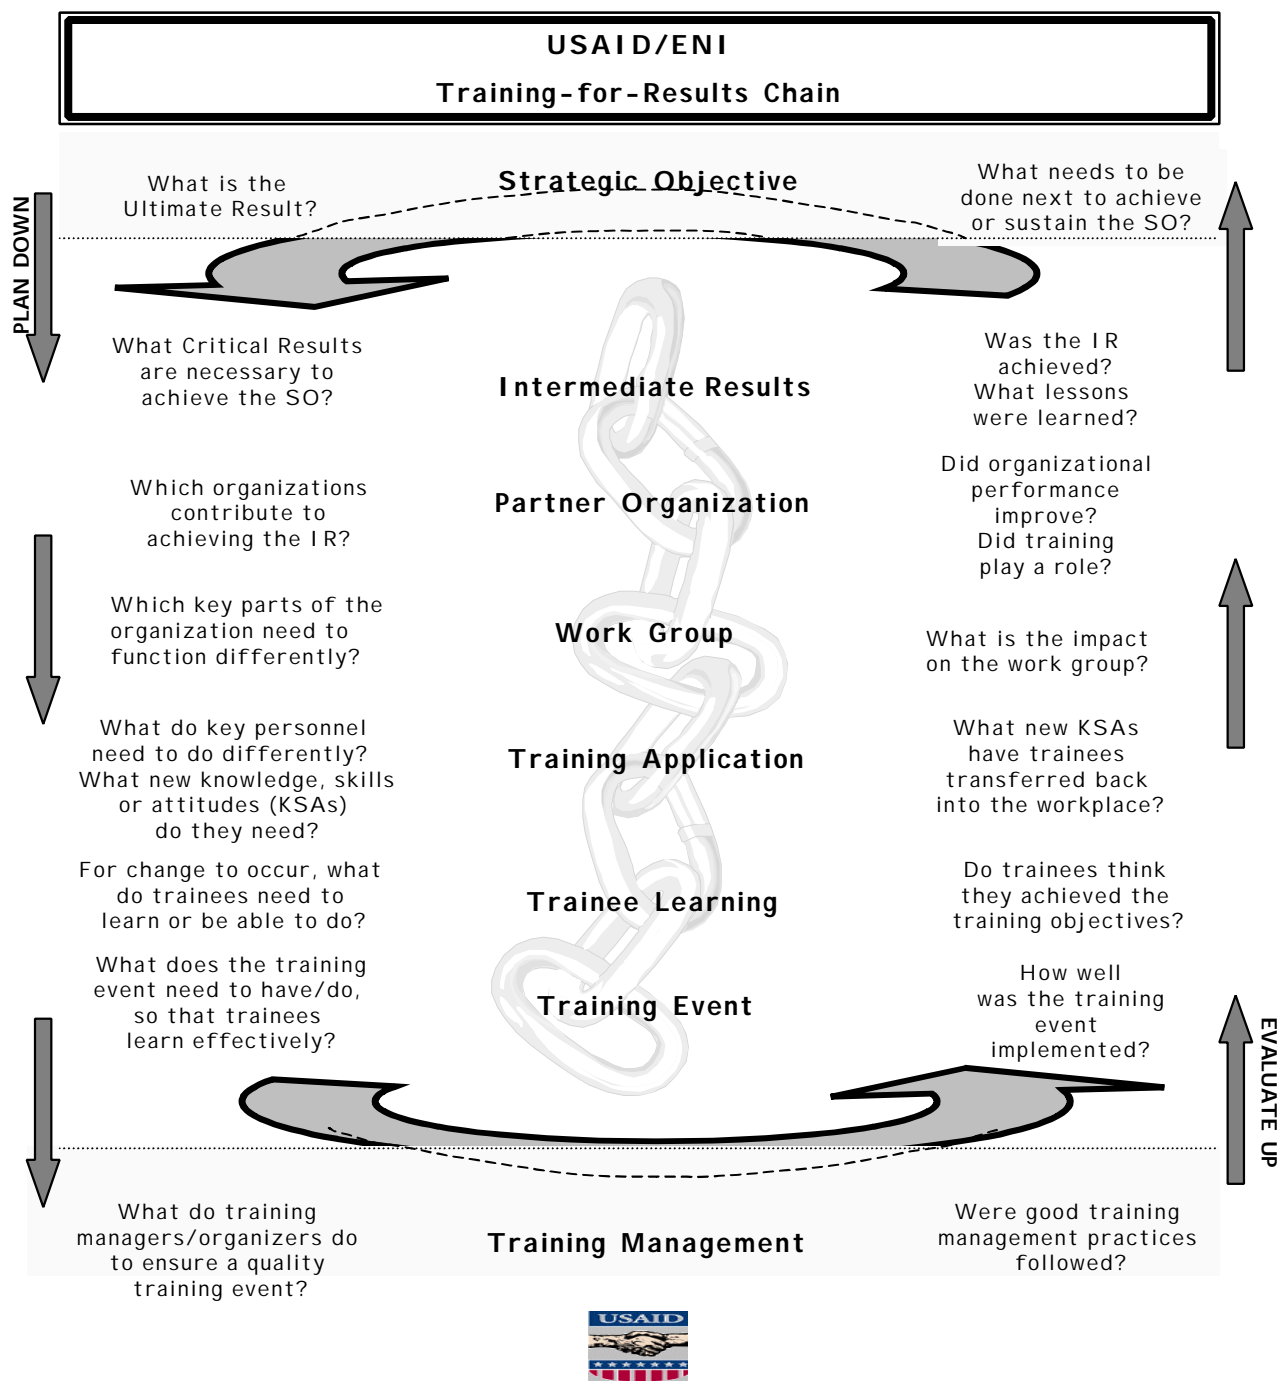 USAID/ENI
Training-for-Results Chain
What is the
Ultimate Result?
Strategic Objective
What needs to be
done next to achieve
or sustain the SO?
PLAN DOWN
What Critical Results
are necessary to
achieve the SO?
Intermediate Results
Was the IR
achieved?
What lessons
were learned?
Which organizations
contribute to
achieving the IR?
Partner Organization
Did organizational
performance
improve?
Did training
play a role?
Which key parts of the
organization need to
function differently?
Work Group
What is the impact
on the work group?
What do key personnel
need to do differently?
What new knowledge, skills
or attitudes (KSAs)
do they need?
Training Application
What new KSAs
have trainees
transferred back
into the workplace?
For change to occur, what
do trainees need to
learn or be able to do?
Trainee Learning
Do trainees think
they achieved the
training objectives?
What does the training
event need to have/do,
so that trainees
learn effectively?
Training Event
How well
was the training
event
implemented?
EVALUATE UP
What do training
managers/organizers do
to ensure a quality
training event?
Training Management
Were good training
management practices
followed?
USAID